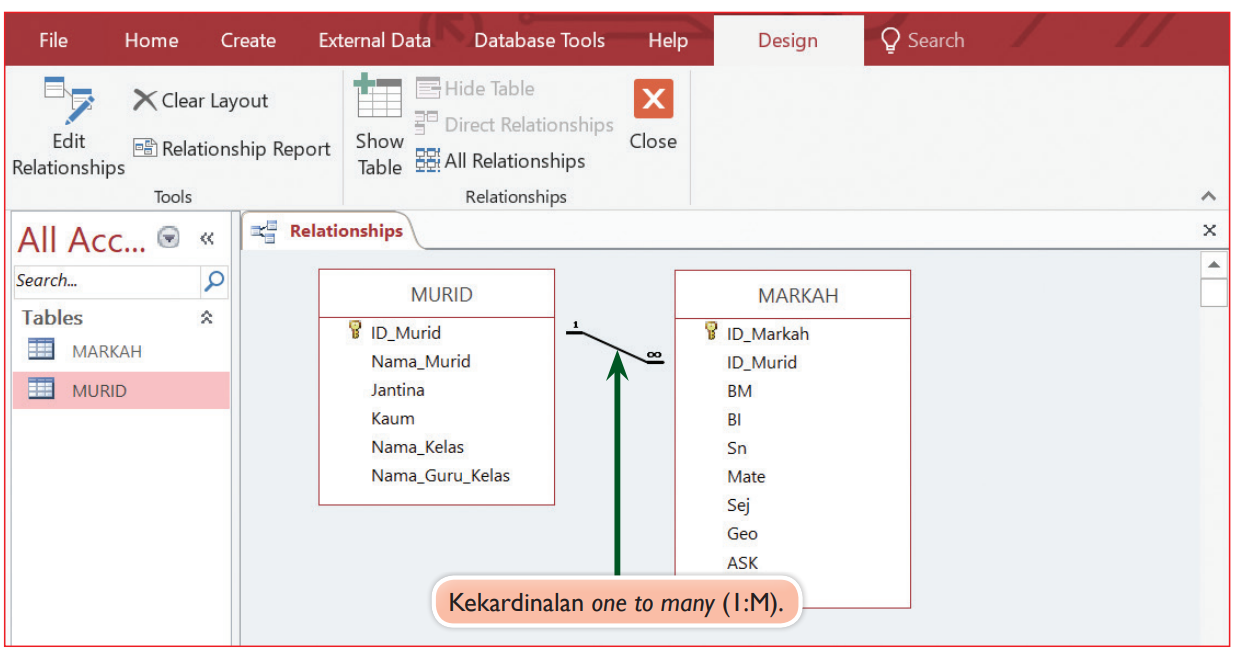 File Home Create External Data Database Tools Help Design Search
Edit Relationships
Clear Layout
Relationship Report
Tools
Show Table
Hide Table
Direct Relationships
All Relationships
Relationships
Close
All Acc...
Search...
Tables
MARKAH
MURID
Relationships
MURID
ID_Murid
Nama_Murid
Jantina
Kaum
Nama_Kelas
Nama_Guru_Kelas
1
∞
MARKAH
ID_Markah
ID_Murid
BM
BI
Sn
Mate
Sej
Geo
ASK
Kekardinalan one to many (1:M).